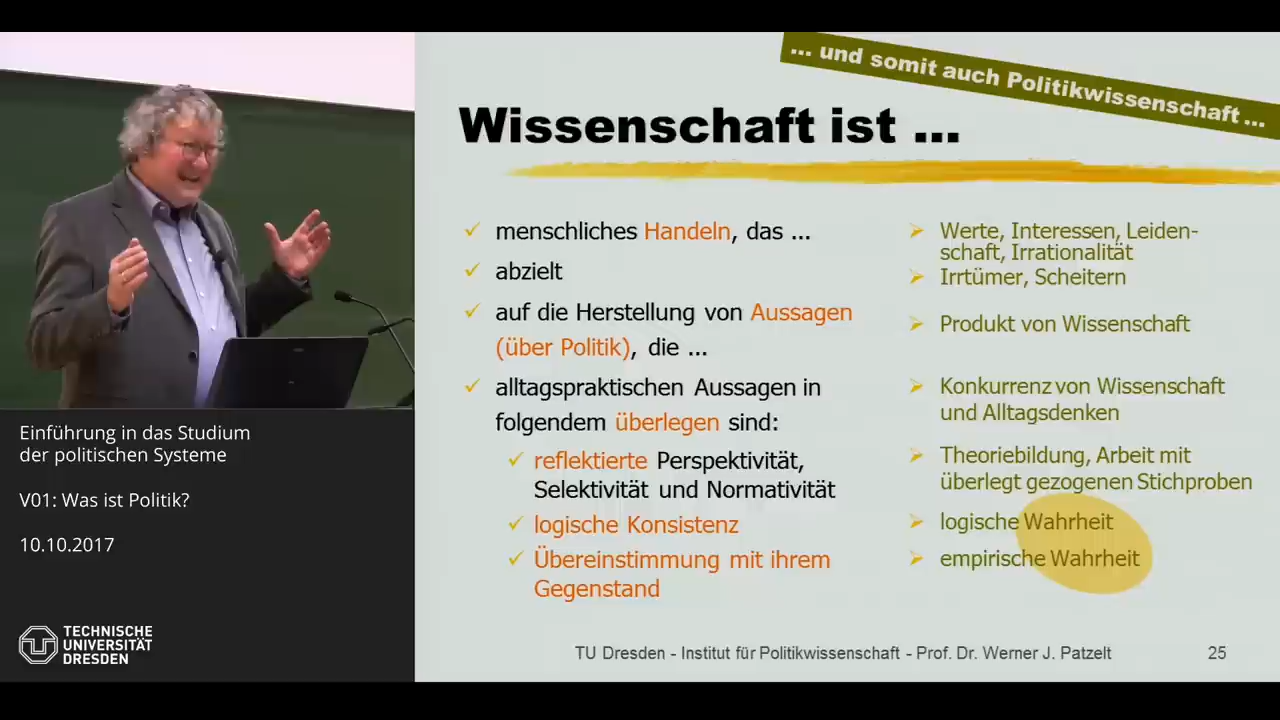 ... und somit auch Politikwissenschaft ...
Wissenschaft ist ...
menschliches Handeln, das ...
abzielt
auf die Herstellung von Aussagen
(über Politik), die ...
alltagspraktischen Aussagen in
folgendem überlegen sind:
reflektierte Perspektivität,
Selektivität und Normativität
logische Konsistenz
Übereinstimmung mit ihrem
Gegenstand
Werte, Interessen, Leiden-
schaft, Irrationalität
Irrtümer, Scheitern
Produkt von Wissenschaft
Konkurrenz von Wissenschaft
und Alltagsdenken
Theoriebildung, Arbeit mit
überlegt gezogenen Stichproben
logische Wahrheit
empirische Wahrheit
TU Dresden - Institut für Politikwissenschaft - Prof. Dr. Werner J. Patzelt
25
Einführung in das Studium
der politischen Systeme
V01: Was ist Politik?
10.10.2017
TECHNISCHE
UNIVERSITÄT
DRESDEN